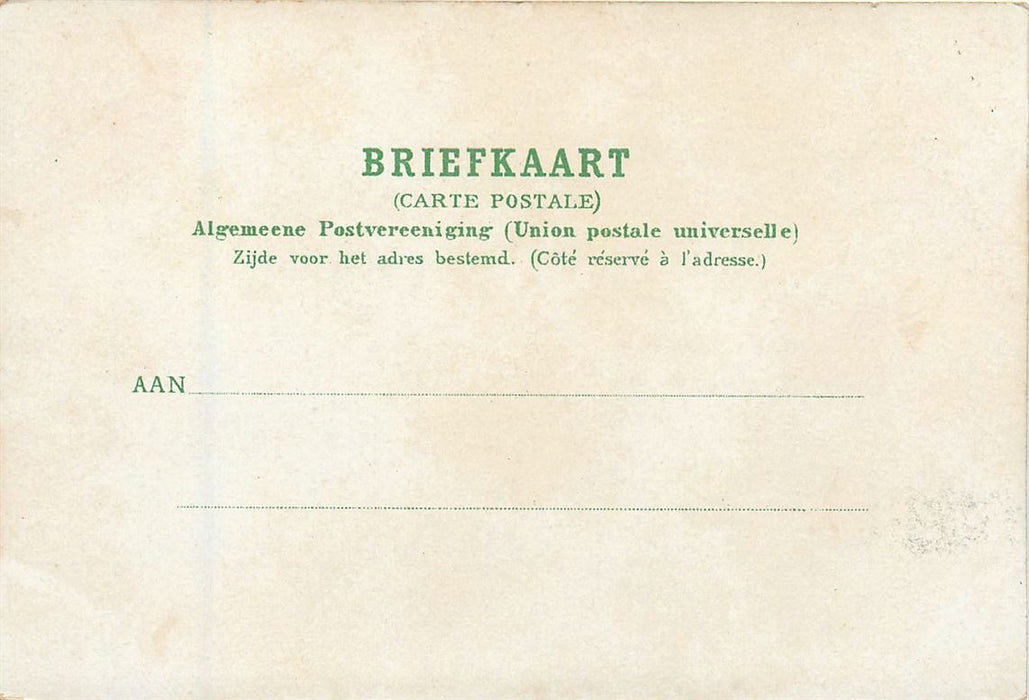 BRIEFKAART
(CARTE POSTALE)
Algemeene Postvereeniging (Union postale universelle)
Zijde voor het adres bestemd. (Côté réservé à l'adresse.)
AAN